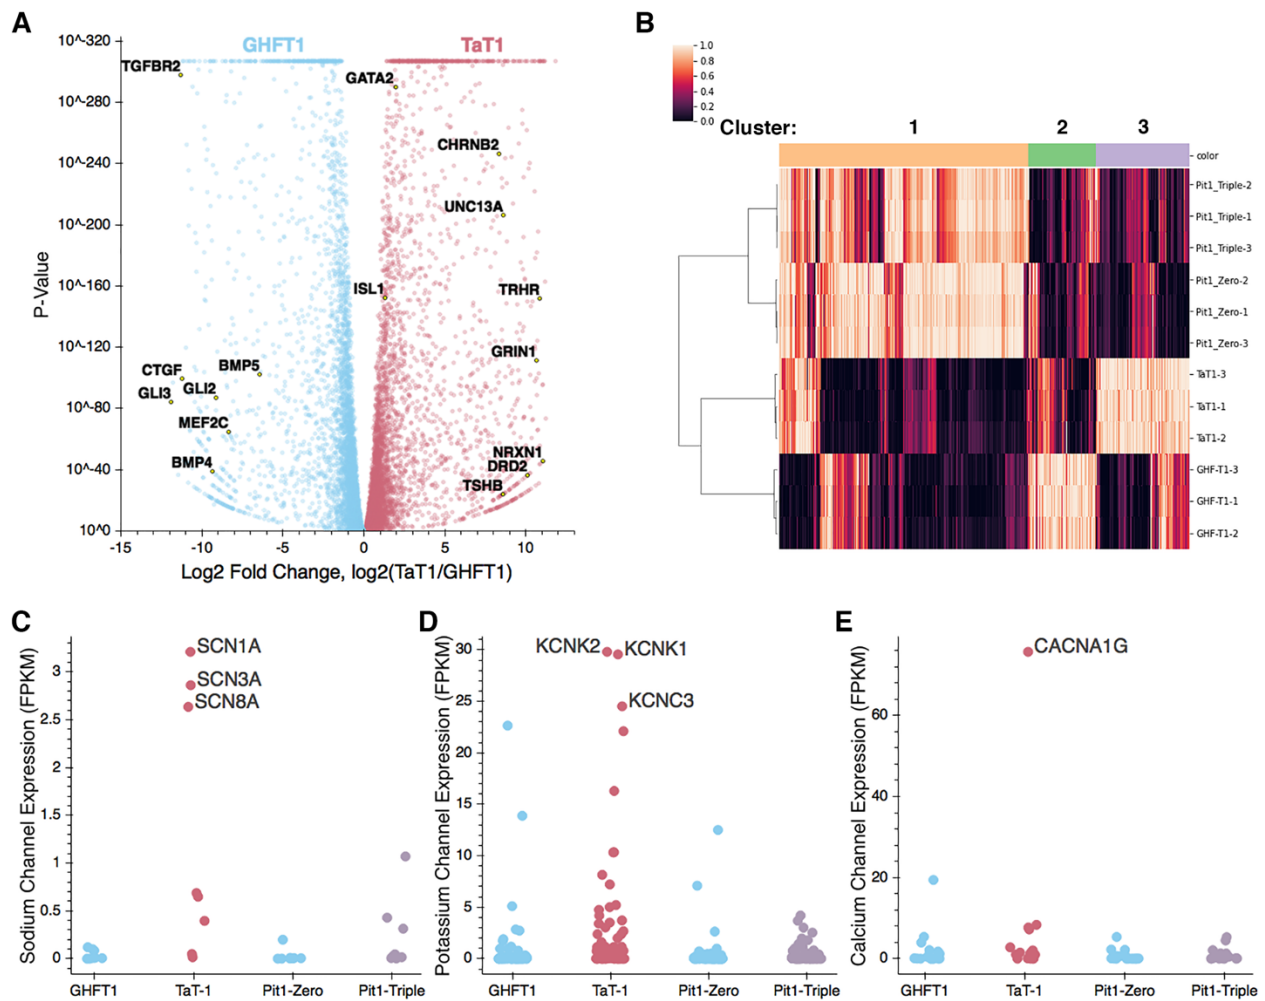 A
10^-320
10^-280
10^-240
10^-200
10^-160
10^-120
10^-80
10^-40
10^0
P-Value
-15
-10
-5
0
5
10
Log2 Fold Change, log2(TaT1/GHFT1)
GHFT1
TaT1
TGFBR2
GATA2
CHRNB2
UNC13A
ISL1
TRHR
GRIN1
CTGF
BMP5
GLI3
GLI2
MEF2C
BMP4
NRXN1
DRD2
TSHB
B
1.0
0.8
0.6
0.4
0.2
0.0
Cluster: 1 2 3
color
Pit1_Triple-2
Pit1_Triple-1
Pit1_Triple-3
Pit1_Zero-2
Pit1_Zero-1
Pit1_Zero-3
TaT1-3
TaT1-1
TaT1-2
GHF-T1-3
GHF-T1-1
GHF-T1-2
C
Sodium Channel Expression (FPKM)
3
2.5
2
1.5
1
0.5
0
SCN1A
SCN3A
SCN8A
GHFT1 TaT-1 Pit1-Zero Pit1-Triple
D
Potassium Channel Expression (FPKM)
30
25
20
15
10
5
0
KCNK2 KCNK1
KCNC3
GHFT1 TaT-1 Pit1-Zero Pit1-Triple
E
Calcium Channel Expression (FPKM)
60
40
20
0
CACNA1G
GHFT1 TaT-1 Pit1-Zero Pit1-Triple